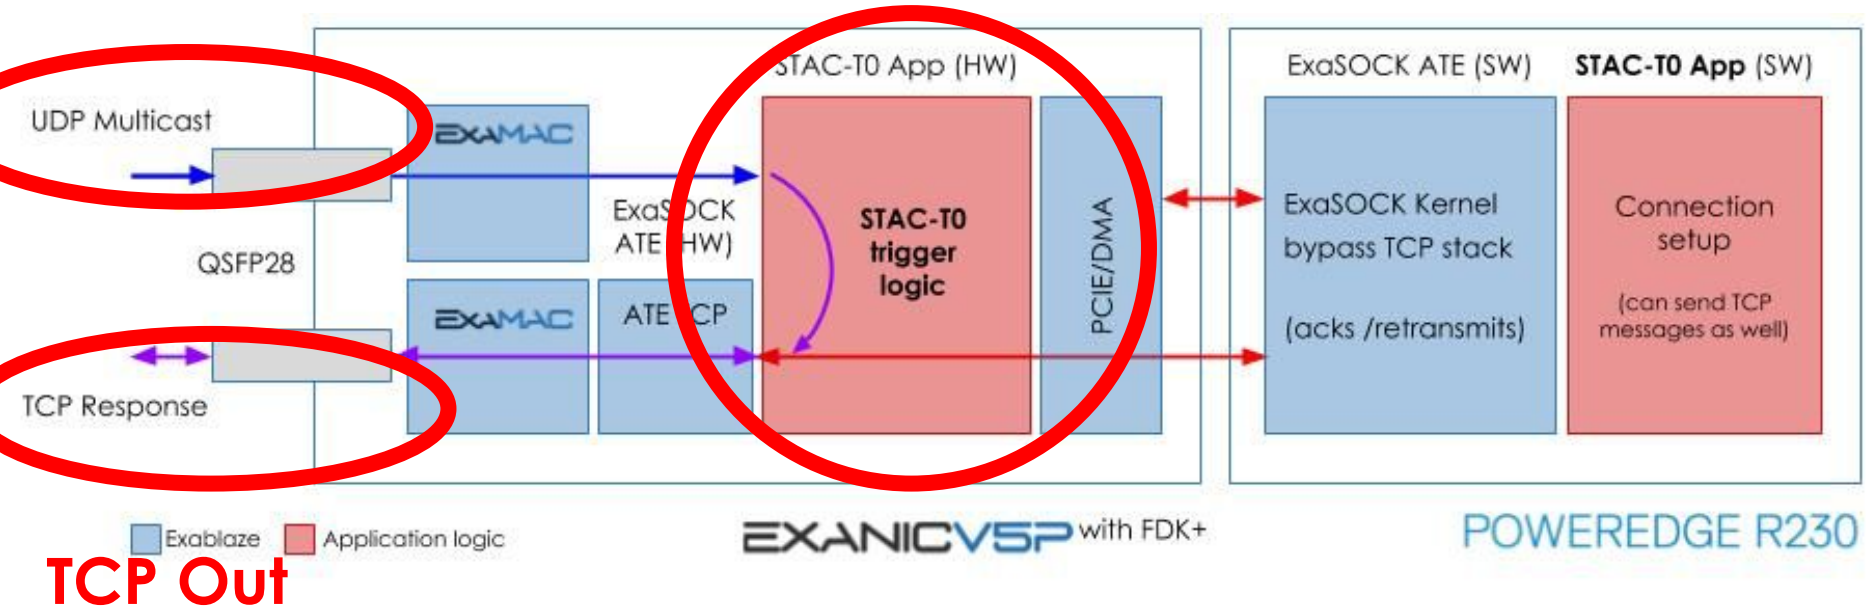 STAC-T0 App (HW)
ExaSOCK ATE (SW)
STAC-T0 App (SW)
UDP Multicast
EXAMAC
ExaSOCK
ATE (HW)
STAC-T0
trigger
logic
PCIE/DMA
ExaSOCK Kernel
bypass TCP stack
(acks /retransmits)
Connection
setup
(can send TCP
messages as well)
QSFP28
EXAMAC
ATE TCP
TCP Response
Exablaze
Application logic
EXANICV5P with FDK+
POWEREDGE R230
TCP Out